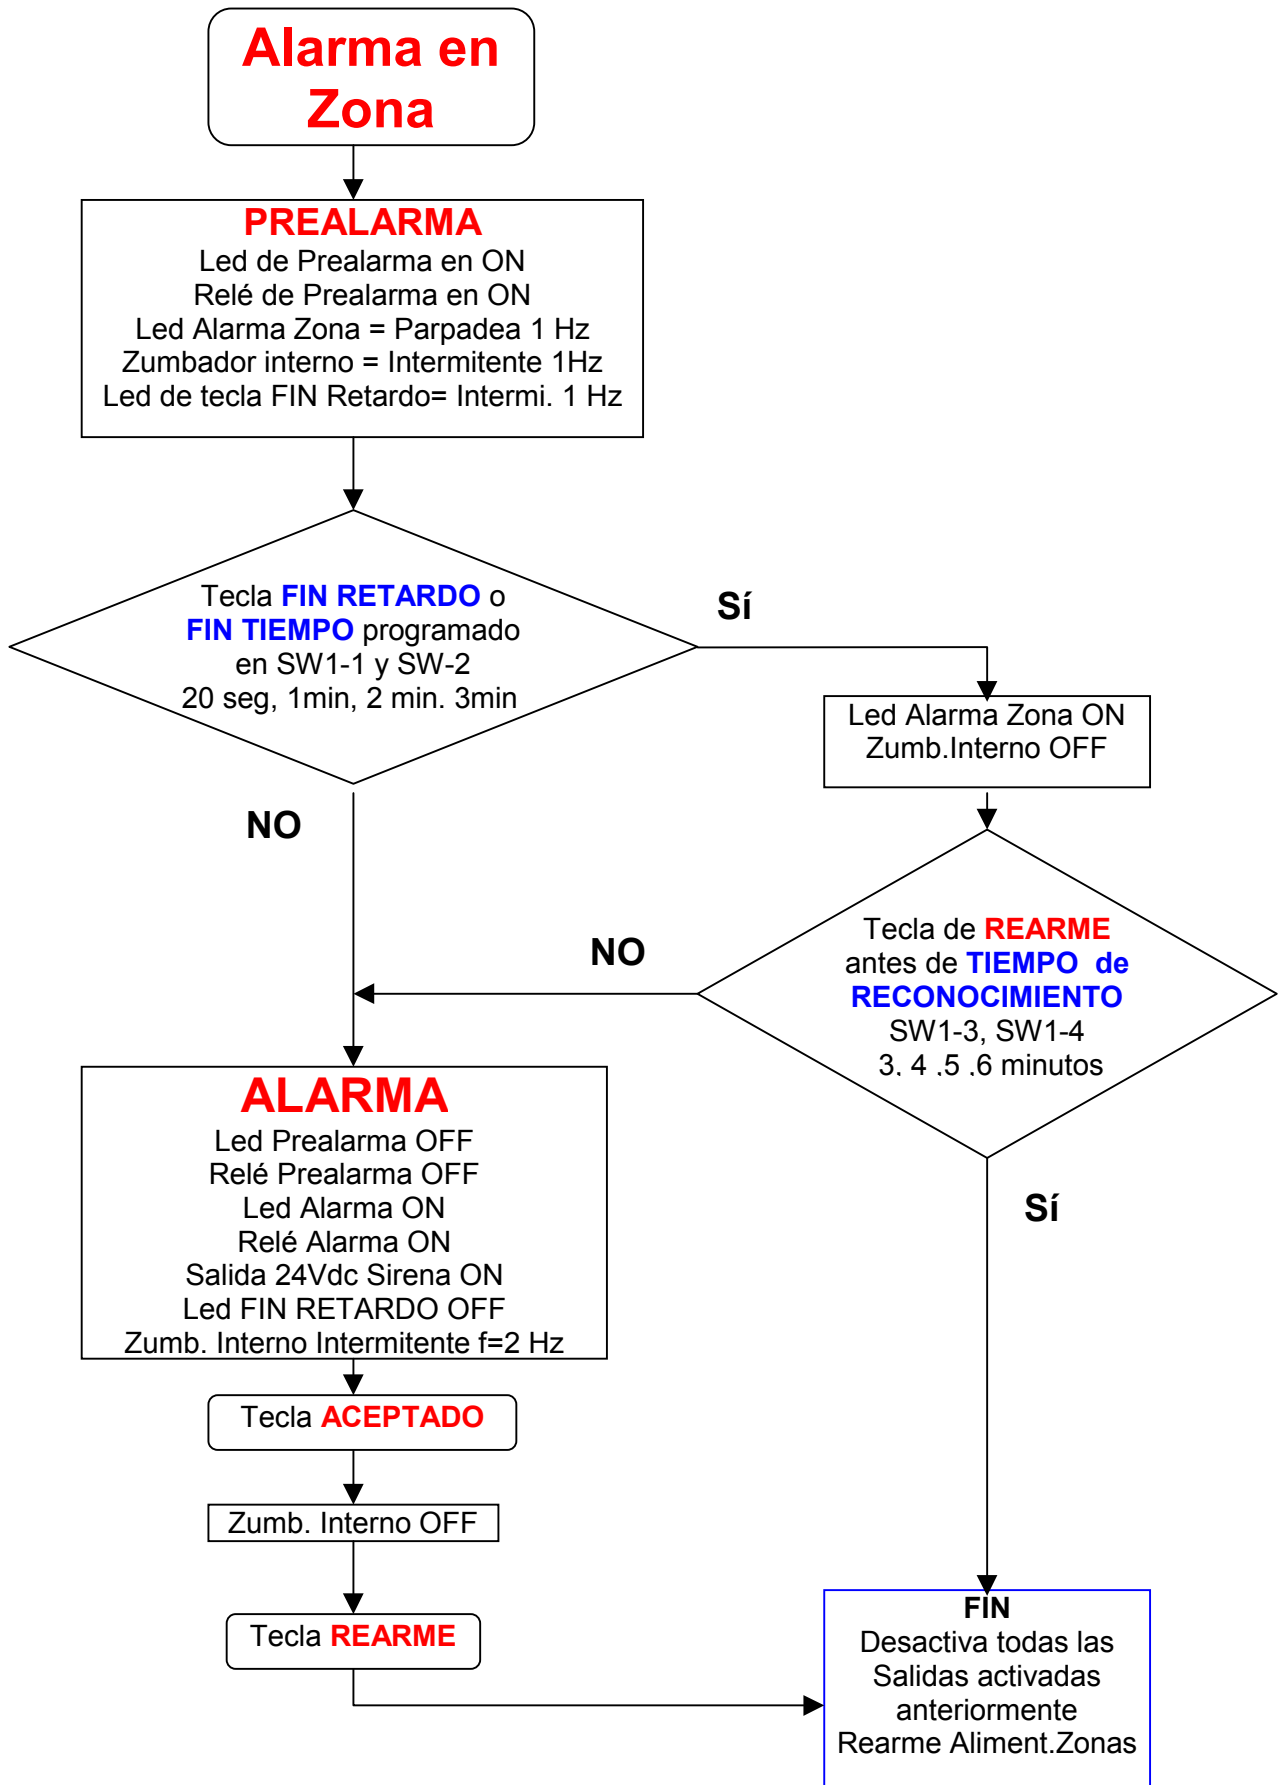 Alarma en
Zona
PREALARMA
Led de Prealarma en ON
Relé de Prealarma en ON
Led Alarma Zona = Parpadea 1 Hz
Zumbador interno = Intermitente 1Hz
Led de tecla FIN Retardo= Intermi. 1 Hz
Tecla FIN RETARDO o
FIN TIEMPO programado
en SW1-1 y SW-2
20 seg, 1min, 2 min. 3min
Sí
NO
Led Alarma Zona ON
Zumb.Interno OFF
Tecla de REARME
antes de TIEMPO de
RECONOCIMIENTO
SW1-3, SW1-4
3, 4 ,5 ,6 minutos
NO
Sí
ALARMA
Led Prealarma OFF
Relé Prealarma OFF
Led Alarma ON
Relé Alarma ON
Salida 24Vdc Sirena ON
Led FIN RETARDO OFF
Zumb. Interno Intermitente f=2 Hz
Tecla ACEPTADO
Zumb. Interno OFF
Tecla REARME
FIN
Desactiva todas las
Salidas activadas
anteriormente
Rearme Aliment.Zonas